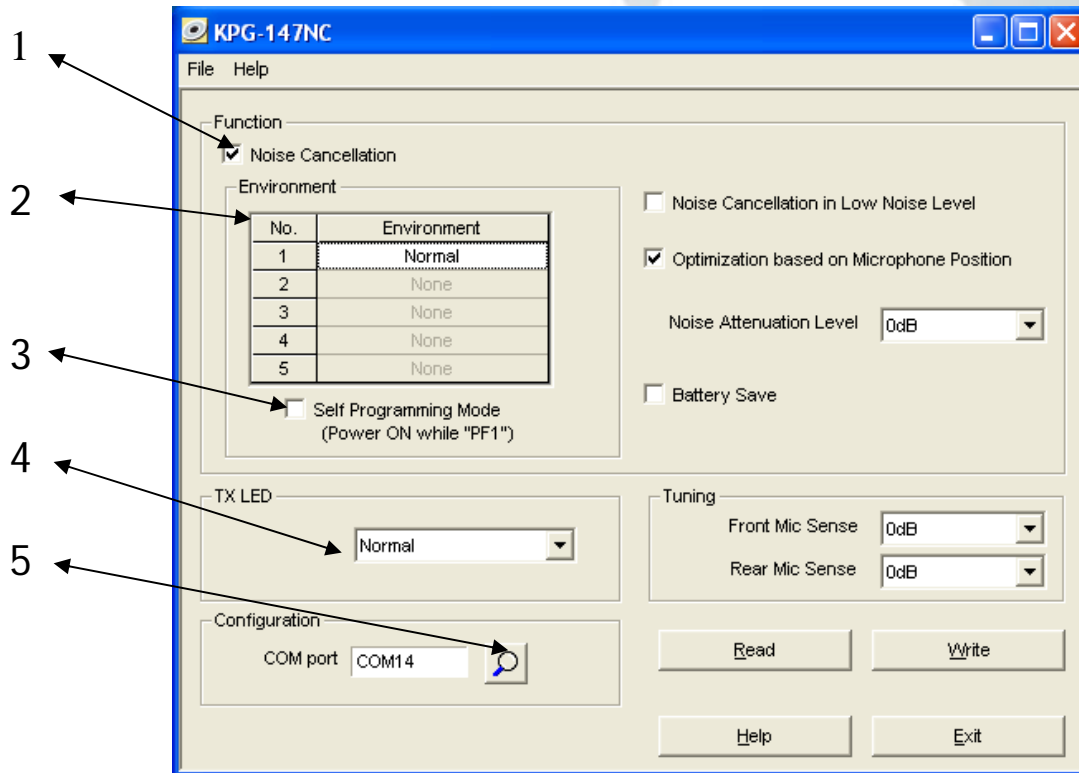 KPG-147NC
1
File Help
Function
Noise Cancellation
2
Environment
No. Environment
1 Normal
2 None
3 None
4 None
5 None
3
Self Programming Mode
(Power ON while "PF1")
Noise Cancellation in Low Noise Level
Optimization based on Microphone Position
Noise Attenuation Level 0dB
Battery Save
4
TX LED
Normal
Tuning
Front Mic Sense 0dB
Rear Mic Sense 0dB
5
Configuration
COM port COM14
Read Write
Help Exit